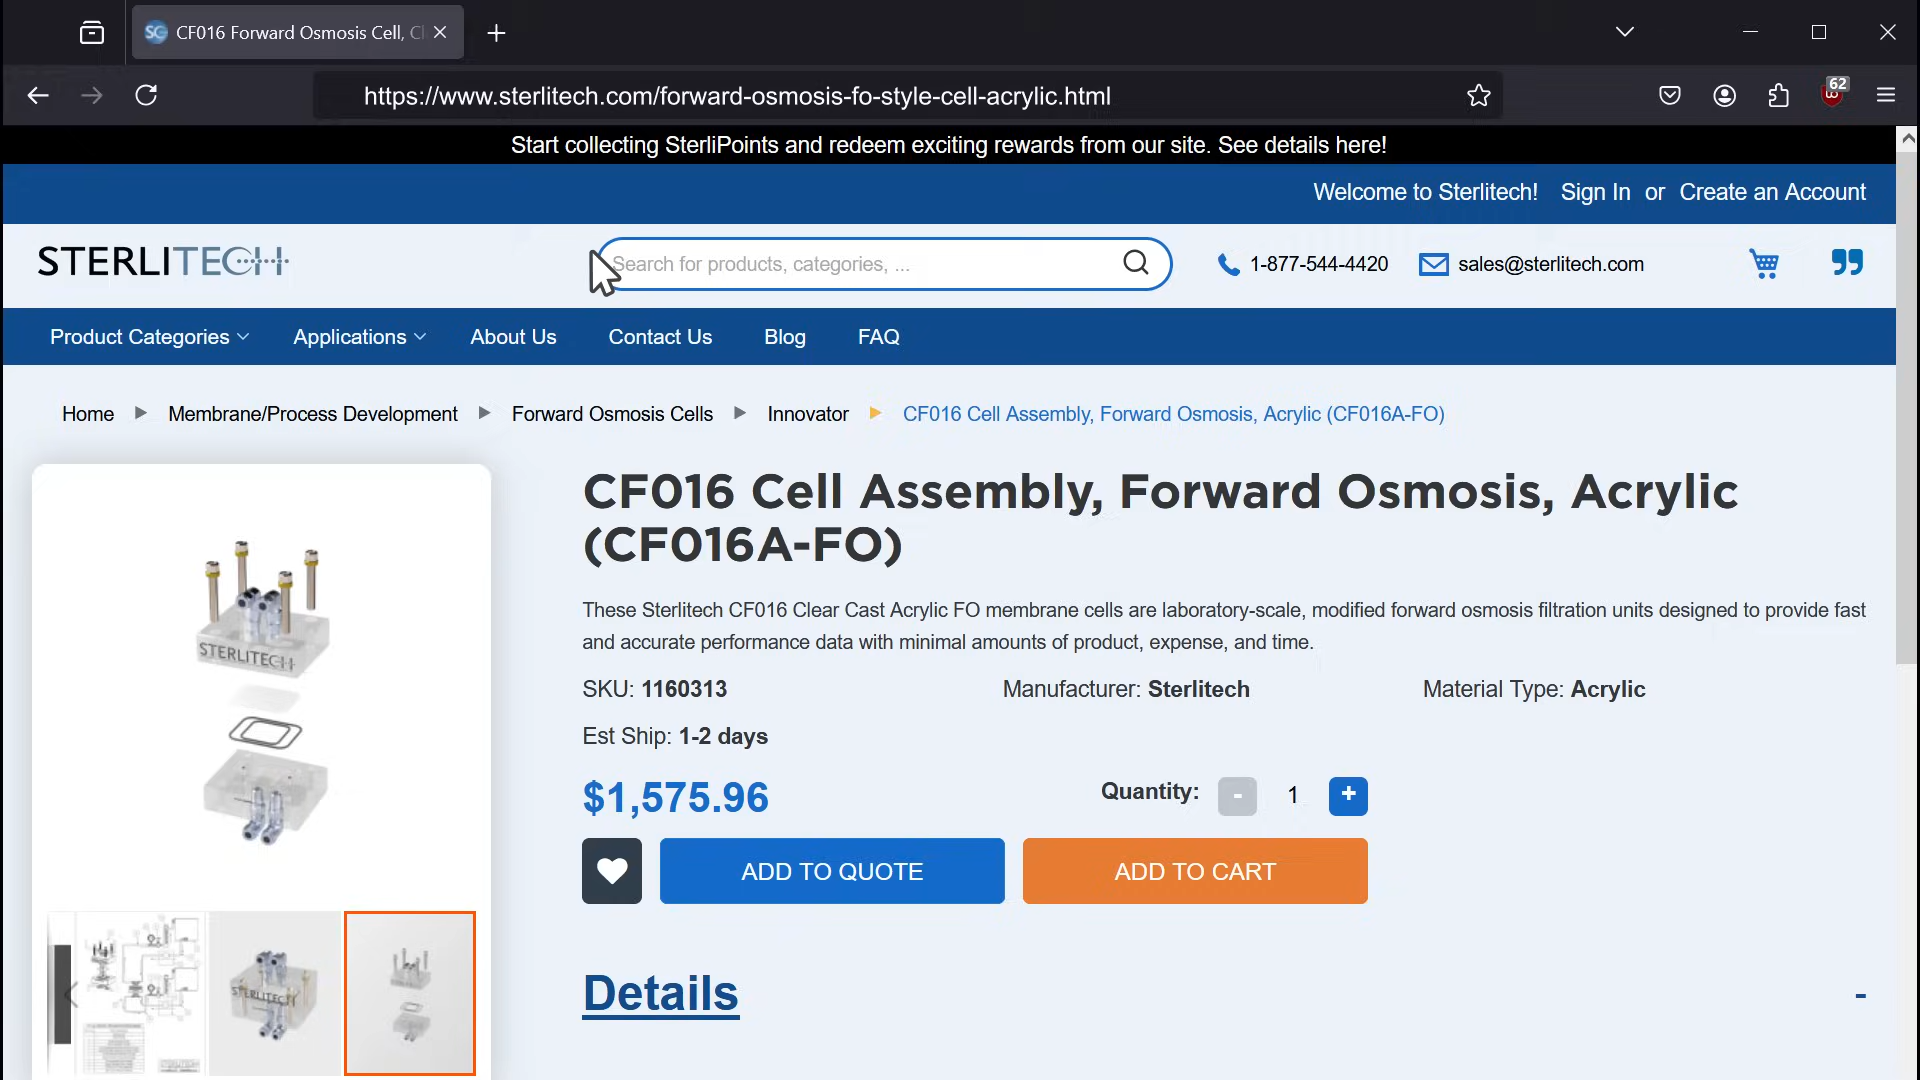 CF016 Forward Osmosis Cell, Cl
62
https://www.sterlitech.com/forward-osmosis-fo-style-cell-acrylic.html
Start collecting SterliPoints and redeem exciting rewards from our site. See details here!
Welcome to Sterlitech! Sign In or Create an Account
STERLITECH
Search for products, categories, ...
1-877-544-4420
sales@sterlitech.com
Product Categories Applications About Us Contact Us Blog FAQ
Home Membrane/Process Development Forward Osmosis Cells Innovator CF016 Cell Assembly, Forward Osmosis, Acrylic (CF016A-FO)
CF016 Cell Assembly, Forward Osmosis, Acrylic
(CF016A-FO)
These Sterlitech CF016 Clear Cast Acrylic FO membrane cells are laboratory-scale, modified forward osmosis filtration units designed to provide fast
and accurate performance data with minimal amounts of product, expense, and time.
SKU: 1160313 Manufacturer: Sterlitech Material Type: Acrylic
Est Ship: 1-2 days
$1,575.96
Quantity: - 1 +
ADD TO QUOTE
ADD TO CART
Details
-
STERLITECH
STERLITECH